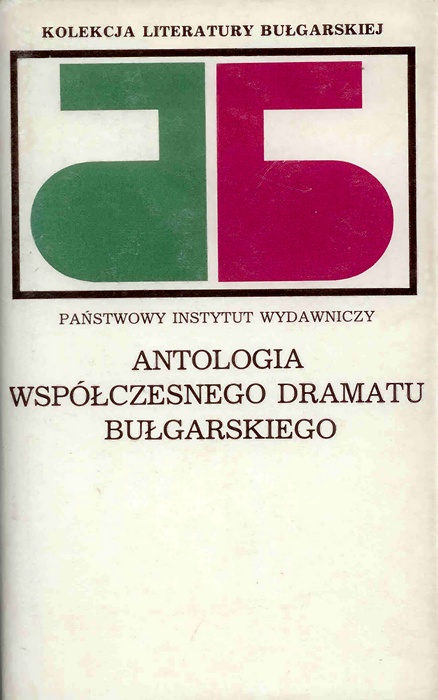 KOLEKCJA LITERATURY BUŁGARSKIEJ
PAŃSTWOWY INSTYTUT WYDAWNICZY
ANTOLOGIA
WSPÓŁCZESNEGO DRAMATU
BUŁGARSKIEGO